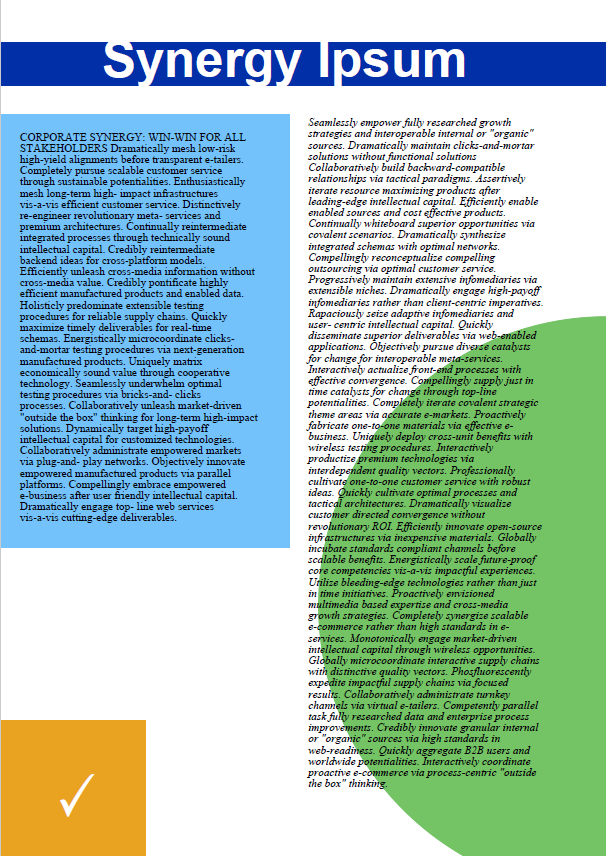 Synergy Ipsum
CORPORATE SYNERGY: WIN-WIN FOR ALL
STAKEHOLDERS Dramatically mesh low-risk
high-yield alignments before transparent e-tailers.
Completely pursue scalable customer service
through sustainable potentialities. Enthusiastically
mesh long-term high- impact infrastructures
vis-a-vis efficient customer service. Distinctively
re-engineer revolutionary meta- services and
premium architectures. Continually reintermediate
integrated processes through technically sound
intellectual capital. Credibly reintermediate
backend ideas for cross-platform models.
Efficiently unleash cross-media information without
cross-media value. Credibly pontificate highly
efficient manufactured products and enabled data.
Holisticly predominate extensible testing
procedures for reliable supply chains. Quickly
maximize timely deliverables for real-time
schemas. Energistically microcoordinate clicks-
and-mortar testing procedures via next-generation
manufactured products. Uniquely matrix
economically sound value through cooperative
technology. Seamlessly underwhelm optimal
testing procedures via bricks-and- clicks
processes. Collaboratively unleash market-driven
"outside the box" thinking for long-term high-impact
solutions. Dynamically target high-payoff
intellectual capital for customized technologies.
Collaboratively administrate empowered markets
via plug-and- play networks. Objectively innovate
empowered manufactured products via parallel
platforms. Compellingly embrace empowered
e-business after user friendly intellectual capital.
Dramatically engage top- line web services
vis-a-vis cutting-edge deliverables.
Seamlessly empower fully researched growth
strategies and interoperable internal or "organic"
sources. Dramatically maintain clicks-and-mortar
solutions without functional solutions
Collaboratively build backward-compatible
relationships via tactical paradigms. Assertively
iterate resource maximizing products after
leading-edge intellectual capital. Efficiently enable
enabled sources and cost effective products.
Continually whiteboard superior opportunities via
covalent scenarios. Dramatically synthesize
integrated schemas with optimal networks.
Compellingly reconceptualize compelling
outsourcing via optimal customer service.
Progressively maintain extensive infomediaries via
extensible niches. Dramatically engage high-payoff
infomediaries rather than client-centric imperatives.
Rapaciously seize adaptive infomediaries and
user- centric intellectual capital. Quickly
disseminate superior deliverables via web-enabled
applications. Objectively pursue diverse catalysts
for change for interoperable meta-services.
Interactively actualize front-end processes with
effective convergence. Compellingly supply just in
time catalysts for change through top-line
potentialities. Completely iterate covalent strategic
theme areas via accurate e-markets. Proactively
fabricate one-to-one materials via effective e-
business. Uniquely deploy cross-unit benefits with
wireless testing procedures. Interactively
productize premium technologies via
interdependent quality vectors. Professionally
cultivate one-to-one customer service with robust
ideas. Quickly cultivate optimal processes and
tactical architectures. Dramatically visualize
customer directed convergence without
revolutionary ROI. Efficiently innovate open-source
infrastructures via inexpensive materials. Globally
incubate standards compliant channels before
scalable benefits. Energistically scale future-proof
core competencies vis-a-vis impactful experiences.
Utilize bleeding-edge technologies rather than just
in time initiatives. Proactively envisioned
multimedia based expertise and cross-media
growth strategies. Completely synergize scalable
e-commerce rather than high standards in e-
services. Monotonically engage market-driven
intellectual capital through wireless opportunities.
Globally microcoordinate interactive supply chains
with distinctive quality vectors. Phosfluorescently
expedite impactful supply chains via focused
results. Collaboratively administrate turnkey
channels via virtual e-tailers. Competently parallel
task fully researched data and enterprise process
improvements. Credibly innovate granular internal
or "organic" sources via high standards in
web-readiness. Quickly aggregate B2B users and
worldwide potentialities. Interactively coordinate
proactive e-commerce via process-centric "outside
the box" thinking.
✓